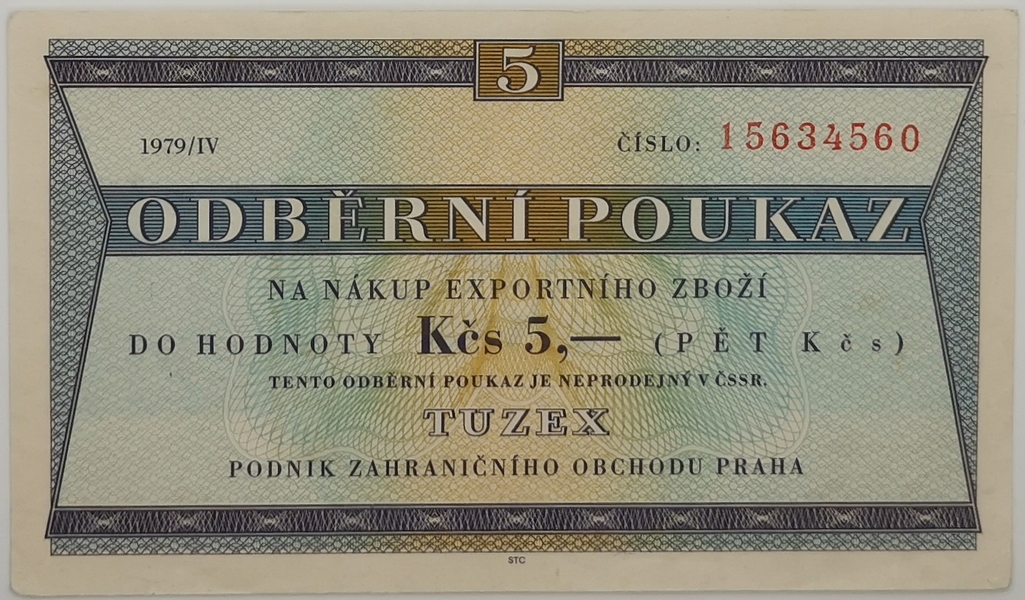 5
1979/IV ČÍSLO: 15634560
ODBĚRNÍ POUKAZ
NA NÁKUP EXPORTNÍHO ZBOŽÍ
DO HODNOTY Kčs 5,— (PĚT Kčs)
TENTO ODBĚRNÍ POUKAZ JE NEPRODEJNÝ V ČSSR.
TUZEX
PODNIK ZAHRANIČNÍHO OBCHODU PRAHA
STC